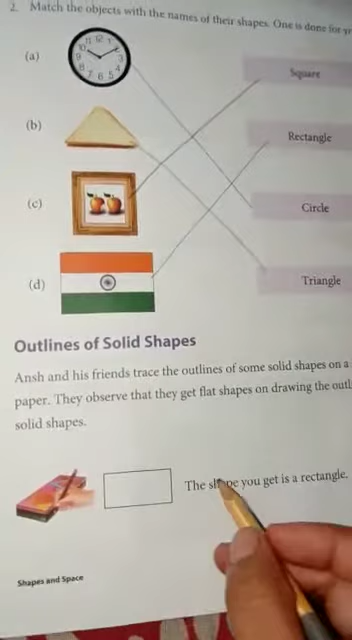 2. Match the objects with the names of their shapes. One is done for
(a)
Square
(b)
Rectangle
(c)
Circle
(d)
Triangle
Outlines of Solid Shapes
Ansh and his friends trace the outlines of some solid shapes on a
paper. They observe that they get flat shapes on drawing the
solid shapes.
The shape you get is a rectangle.
Shapes and Space